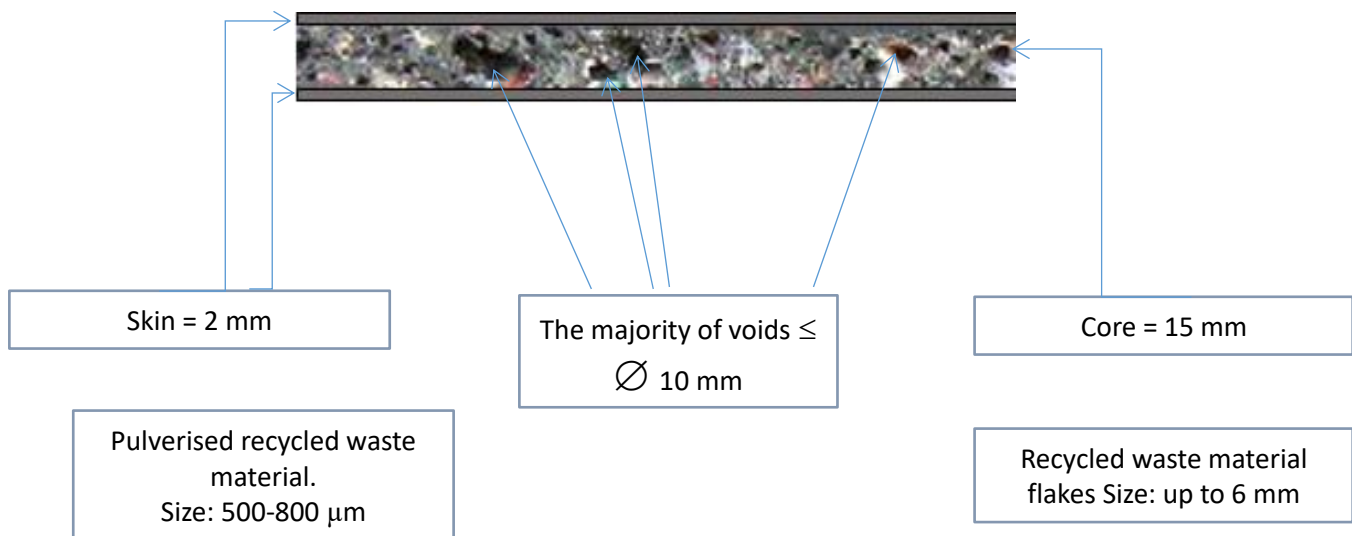 Skin = 2 mm
The majority of voids ≤
∅ 10 mm
Core = 15 mm
Pulverised recycled waste
material.
Size: 500-800 μm
Recycled waste material
flakes Size: up to 6 mm